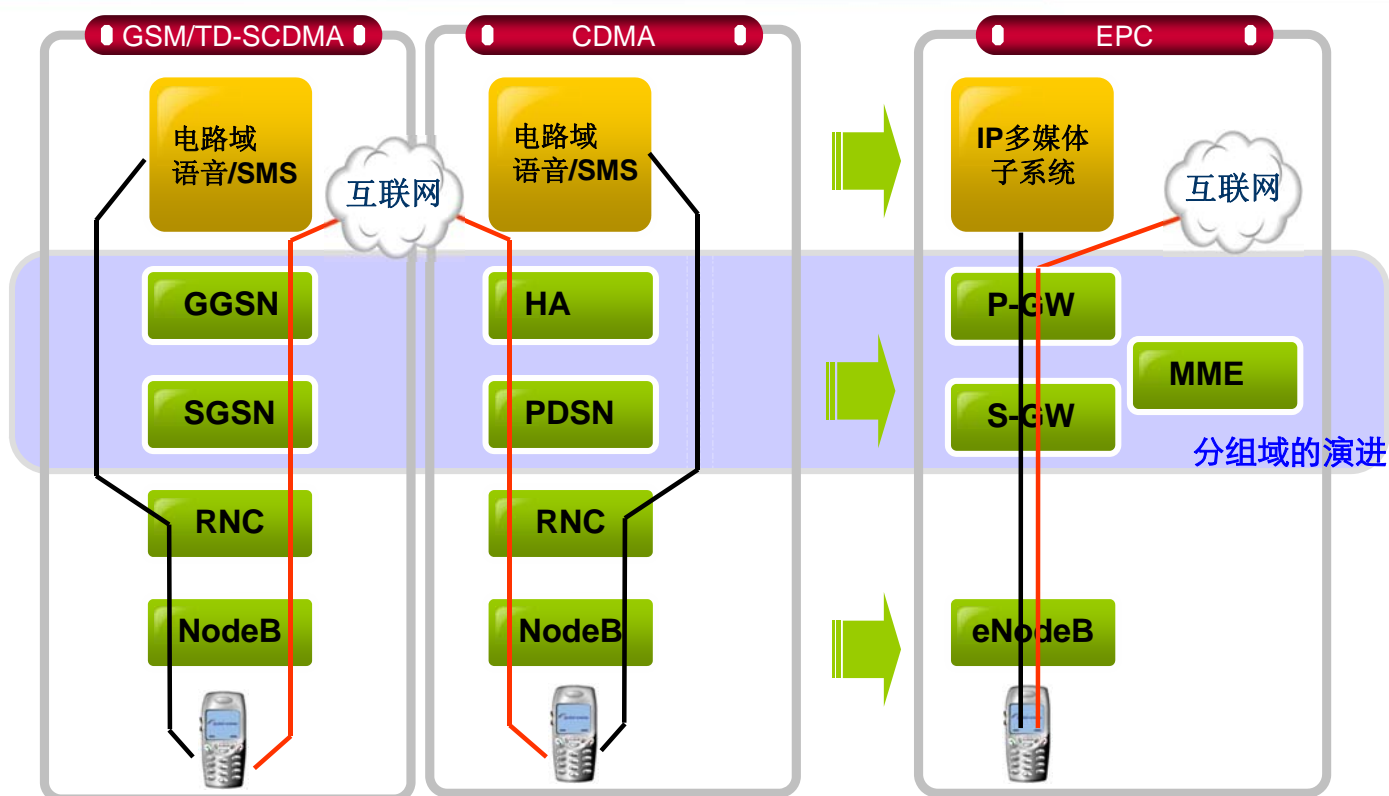 GSM/TD-SCDMA
CDMA
EPC
电路域
语音/SMS
互联网
电路域
语音/SMS
IP多媒体
子系统
互联网
GGSN
HA
P-GW
MME
SGSN
PDSN
S-GW
分组域的演进
RNC
RNC
NodeB
NodeB
eNodeB